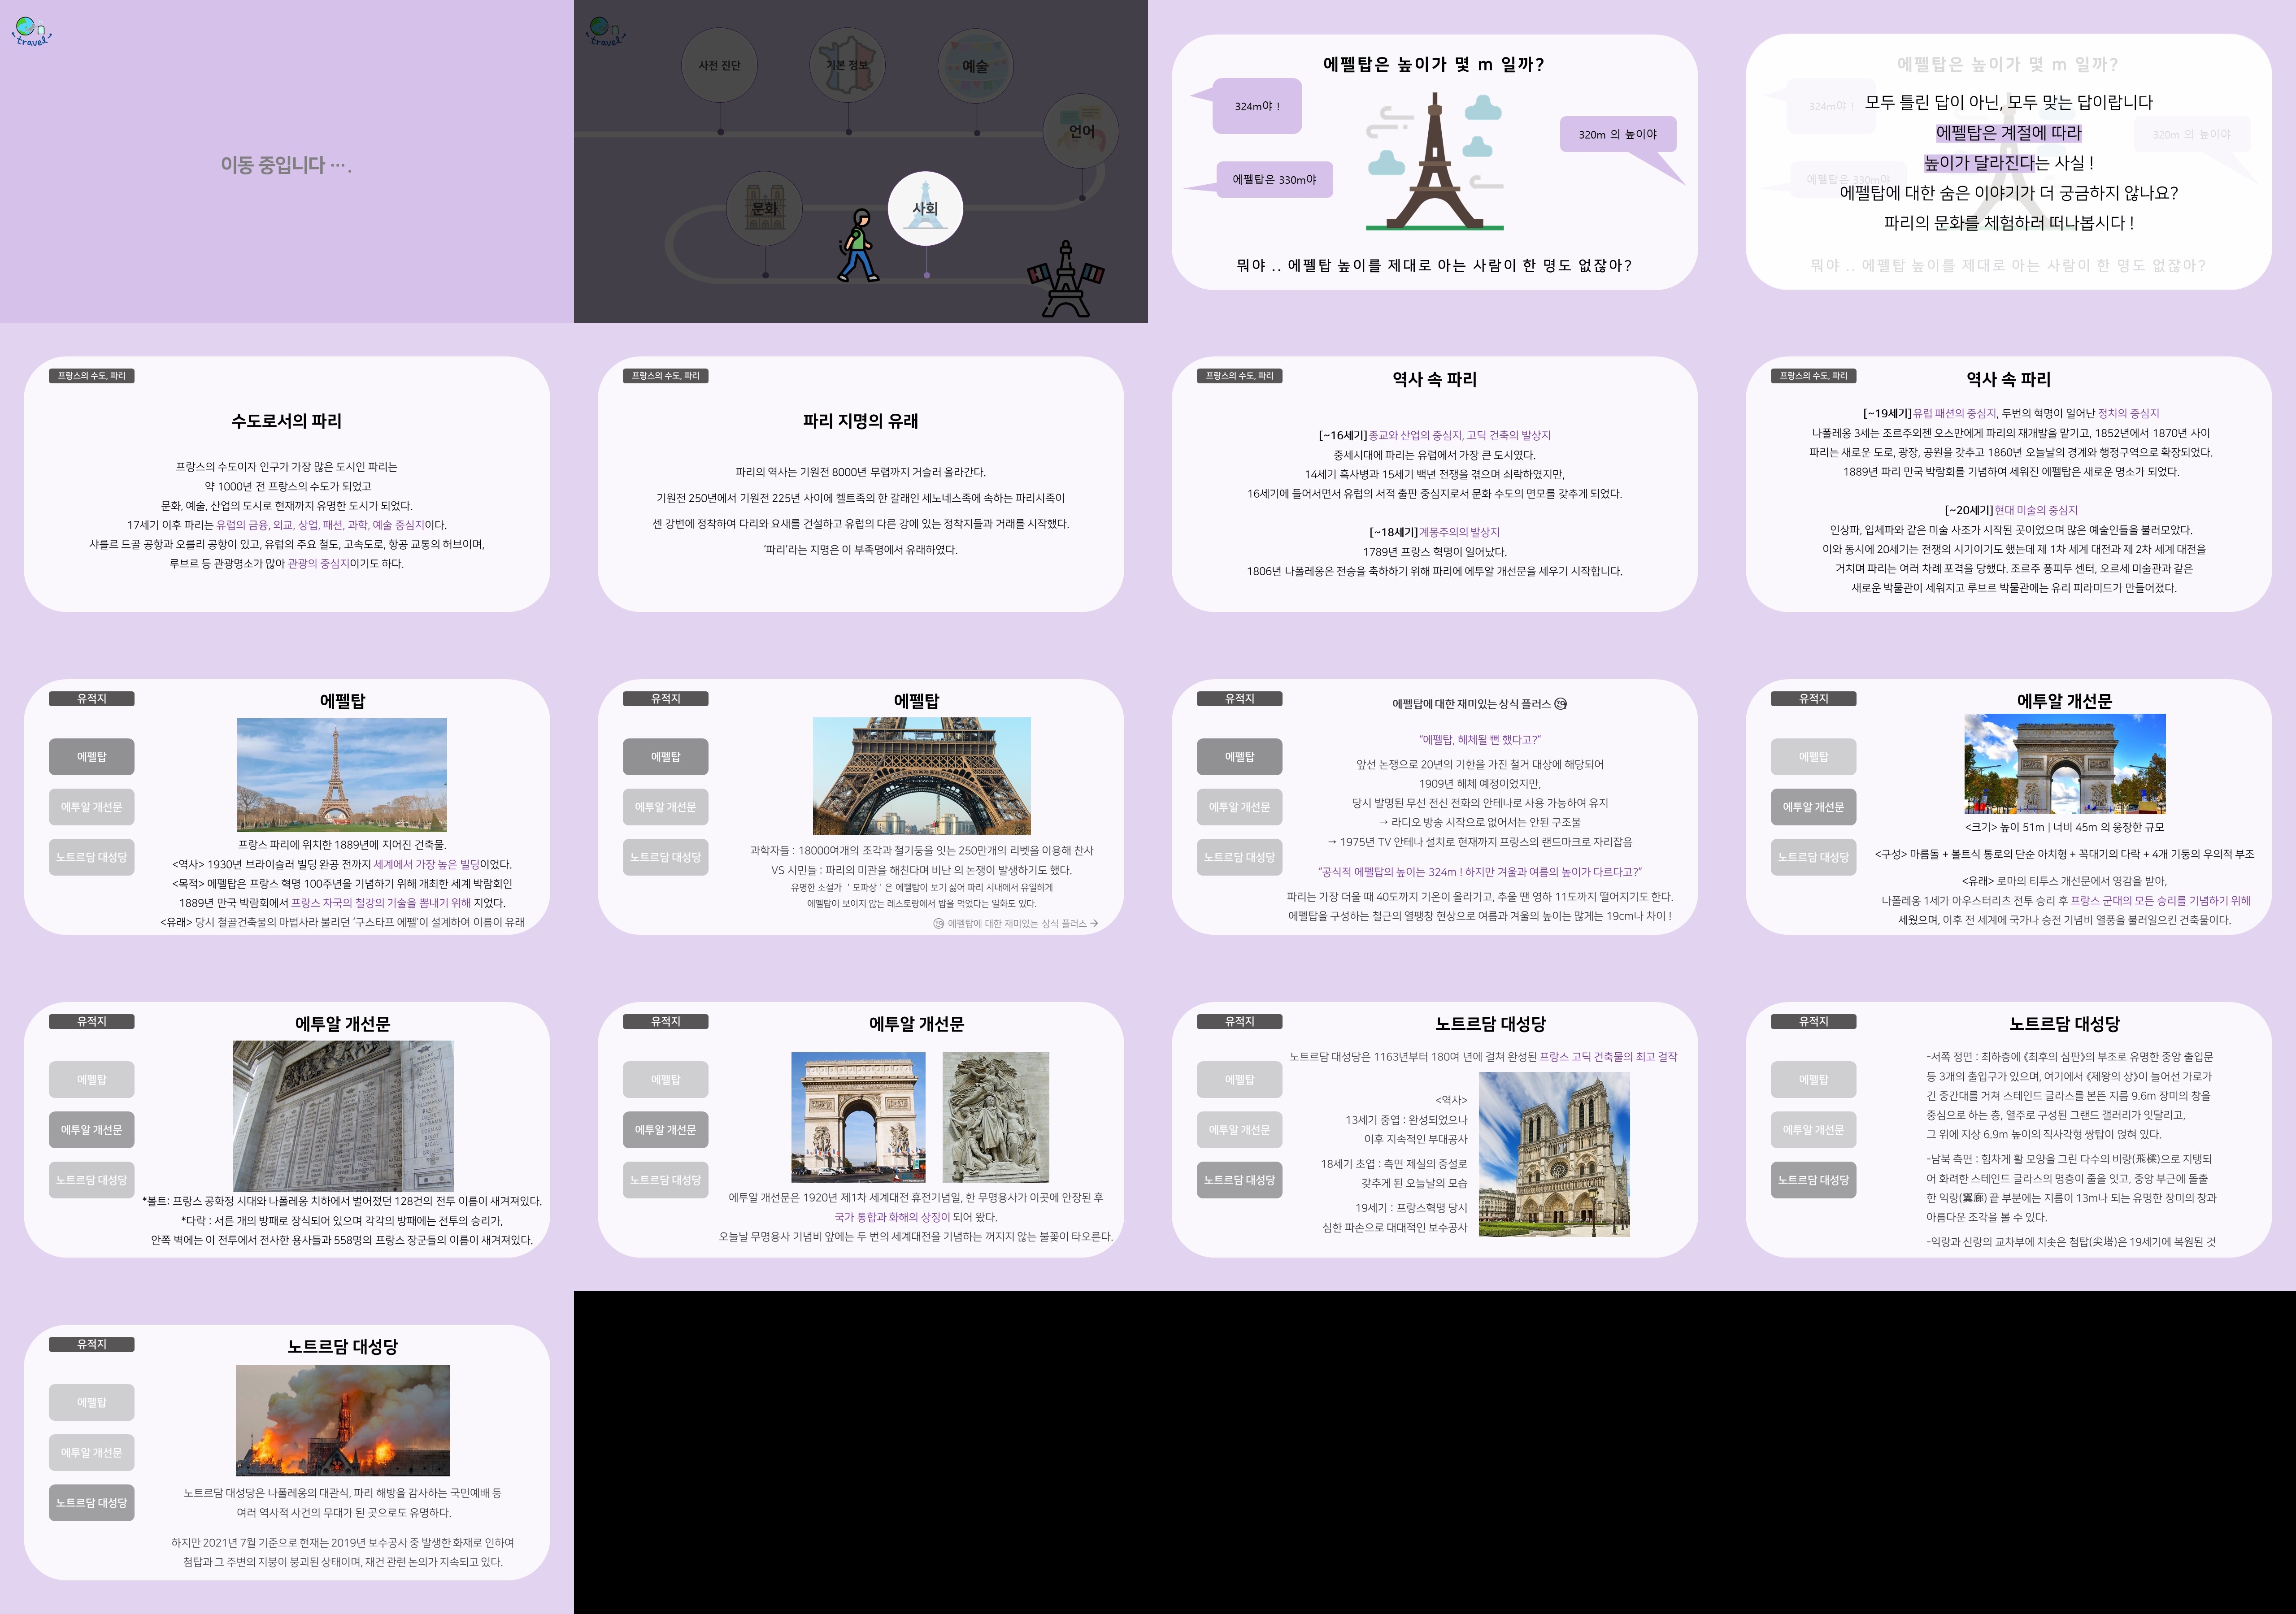 On
travel
이동 중입니다 ….
On
travel
사전 진단
기본 정보
예술
언어
문화
사회
에펠탑은 높이가 몇 m 일까?
324m야 !
320m 의 높이야
에펠탑은 330m야
뭐야 .. 에펠탑 높이를 제대로 아는 사람이 한 명도 없잖아?
에펠탑은 높이가 몇 m 일까?
324m야 !
320m 의 높이야
에펠탑은 330m야
모두 틀린 답이 아닌, 모두 맞는 답이랍니다
에펠탑은 계절에 따라
높이가 달라진다는 사실 !
에펠탑에 대한 숨은 이야기가 더 궁금하지 않나요?
파리의 문화를 체험하러 떠나봅시다 !
뭐야 .. 에펠탑 높이를 제대로 아는 사람이 한 명도 없잖아?
프랑스의 수도, 파리
수도로서의 파리
프랑스의 수도이자 인구가 가장 많은 도시인 파리는
약 1000년 전 프랑스의 수도가 되었고
문화, 예술, 산업의 도시로 현재까지 유명한 도시가 되었다.
17세기 이후 파리는 유럽의 금융, 외교, 상업, 패션, 과학, 예술 중심지이다.
샤를르 드골 공항과 오를리 공항이 있고, 유럽의 주요 철도, 고속도로, 항공 교통의 허브이며,
루브르 등 관광명소가 많아 관광의 중심지이기도 하다.
프랑스의 수도, 파리
파리 지명의 유래
파리의 역사는 기원전 8000년 무렵까지 거슬러 올라간다.
기원전 250년에서 기원전 225년 사이에 켈트족의 한 갈래인 세노네스족에 속하는 파리시족이
센 강변에 정착하여 다리와 요새를 건설하고 유럽의 다른 강에 있는 정착지들과 거래를 시작했다.
‘파리’라는 지명은 이 부족명에서 유래하였다.
프랑스의 수도, 파리
역사 속 파리
[~16세기] 종교와 산업의 중심지, 고딕 건축의 발상지
중세시대에 파리는 유럽에서 가장 큰 도시였다.
14세기 흑사병과 15세기 백년 전쟁을 겪으며 쇠락하였지만,
16세기에 들어서면서 유럽의 서적 출판 중심지로서 문화 수도의 면모를 갖추게 되었다.
[~18세기] 계몽주의의 발상지
1789년 프랑스 혁명이 일어났다.
1806년 나폴레옹은 전승을 축하하기 위해 파리에 에투알 개선문을 세우기 시작합니다.
프랑스의 수도, 파리
역사 속 파리
[~19세기] 유럽 패션의 중심지, 두번의 혁명이 일어난 정치의 중심지
나폴레옹 3세는 조르주외젠 오스만에게 파리의 재개발을 맡기고, 1852년에서 1870년 사이
파리는 새로운 도로, 광장, 공원을 갖추고 1860년 오늘날의 경계와 행정구역으로 확장되었다.
1889년 파리 만국 박람회를 기념하여 세워진 에펠탑은 새로운 명소가 되었다.
[~20세기] 현대 미술의 중심지
인상파, 입체파와 같은 미술 사조가 시작된 곳이었으며 많은 예술인들을 불러모았다.
이와 동시에 20세기는 전쟁의 시기이기도 했는데 제 1차 세계 대전과 제 2차 세계 대전을
거치며 파리는 여러 차례 포격을 당했다. 조르주 퐁피두 센터, 오르세 미술관과 같은
새로운 박물관이 세워지고 루브르 박물관에는 유리 피라미드가 만들어졌다.
유적지
에펠탑
에투알 개선문
노트르담 대성당
에펠탑
프랑스 파리에 위치한 1889년에 지어진 건축물.
<역사> 1930년 브라이슬러 빌딩 완공 전까지 세계에서 가장 높은 빌딩이었다.
<목적> 에펠탑은 프랑스 혁명 100주년을 기념하기 위해 개최한 세계 박람회인
1889년 만국 박람회에서 프랑스 자국의 철강의 기술을 뽐내기 위해 지었다.
<유래> 당시 철골건축물의 마법사라 불리던 ‘구스타프 에펠’이 설계하여 이름이 유래
유적지
에펠탑
에투알 개선문
노트르담 대성당
에펠탑
과학자들 : 18000여개의 조각과 철기둥을 잇는 250만개의 리벳을 이용해 찬사
VS 시민들 : 파리의 미관을 해친다며 비난 의 논쟁이 발생하기도 했다.
유명한 소설가 ‘ 모파상 ’ 은 에펠탑이 보기 싫어 파리 시내에서 유일하게
에펠탑이 보이지 않는 레스토랑에서 밥을 먹었다는 일화도 있다.
에펠탑에 대한 재미있는 상식 플러스 →
유적지
에펠탑
에투알 개선문
노트르담 대성당
에펠탑에 대한 재미있는 상식 플러스
“에펠탑, 해체될 뻔 했다고?”
앞선 논쟁으로 20년의 기한을 가진 철거 대상에 해당되어
1909년 해체 예정이었지만,
당시 발명된 무선 전신 전화의 안테나로 사용 가능하여 유지
→ 라디오 방송 시작으로 없어서는 안된 구조물
→ 1975년 TV 안테나 설치로 현재까지 프랑스의 랜드마크로 자리잡음
“공식적 에펠탑의 높이는 324m ! 하지만 겨울과 여름의 높이가 다르다고?”
파리는 가장 더울 때 40도까지 기온이 올라가고, 추울 땐 영하 11도까지 떨어지기도 한다.
에펠탑을 구성하는 철근의 열팽창 현상으로 여름과 겨울의 높이는 많게는 19cm나 차이 !
유적지
에펠탑
에투알 개선문
노트르담 대성당
에투알 개선문
<크기> 높이 51m | 너비 45m 의 웅장한 규모
<구성> 마름돌 + 볼트식 통로의 단순 아치형 + 꼭대기의 다락 + 4개 기둥의 우의적 부조
<유래> 로마의 티투스 개선문에서 영감을 받아,
나폴레옹 1세가 아우스터리츠 전투 승리 후 프랑스 군대의 모든 승리를 기념하기 위해
세웠으며, 이후 전 세계에 국가나 승전 기념비 열풍을 불러일으킨 건축물이다.
유적지
에펠탑
에투알 개선문
노트르담 대성당
에투알 개선문
*볼트: 프랑스 공화정 시대와 나폴레옹 치하에서 벌어졌던 128건의 전투 이름이 새겨져있다.
*다락 : 서른 개의 방패로 장식되어 있으며 각각의 방패에는 전투의 승리가,
안쪽 벽에는 이 전투에서 전사한 용사들과 558명의 프랑스 장군들의 이름이 새겨져있다.
유적지
에펠탑
에투알 개선문
노트르담 대성당
에투알 개선문
에투알 개선문은 1920년 제1차 세계대전 휴전기념일, 한 무명용사가 이곳에 안장된 후
국가 통합과 화해의 상징이 되어 왔다.
오늘날 무명용사 기념비 앞에는 두 번의 세계대전을 기념하는 꺼지지 않는 불꽃이 타오른다.
유적지
에펠탑
에투알 개선문
노트르담 대성당
노트르담 대성당
노트르담 대성당은 1163년부터 180여 년에 걸쳐 완성된 프랑스 고딕 건축물의 최고 걸작
<역사>
13세기 중엽 : 완성되었으나
이후 지속적인 부대공사
18세기 초엽 : 측면 제실의 증설로
갖추게 된 오늘날의 모습
19세기 : 프랑스혁명 당시
심한 파손으로 대대적인 보수공사
유적지
에펠탑
에투알 개선문
노트르담 대성당
노트르담 대성당
-서쪽 정면 : 최하층에 《최후의 심판》의 부조로 유명한 중앙 출입문
등 3개의 출입구가 있으며, 여기에서 《제왕의 상》이 늘어선 가로가
긴 중간대를 거쳐 스테인드 글라스를 본뜬 지름 9.6m 장미의 창을
중심으로 하는 층, 열주로 구성된 그랜드 갤러리가 잇달리고,
그 위에 지상 6.9m 높이의 직사각형 쌍탑이 얹혀 있다.
-남북 측면 : 힘차게 활 모양을 그린 다수의 비량(飛樑)으로 지탱되
어 화려한 스테인드 글라스의 명층이 줄을 잇고, 중앙 부근에 돌출
한 익랑(翼廊) 끝 부분에는 지름이 13m나 되는 유명한 장미의 창과
아름다운 조각을 볼 수 있다.
-익랑과 신랑의 교차부에 치솟은 첨탑(尖塔)은 19세기에 복원된 것
유적지
에펠탑
에투알 개선문
노트르담 대성당
노트르담 대성당
노트르담 대성당은 나폴레옹의 대관식, 파리 해방을 감사하는 국민예배 등
여러 역사적 사건의 무대가 된 곳으로도 유명하다.
하지만 2021년 7월 기준으로 현재는 2019년 보수공사 중 발생한 화재로 인하여
첨탑과 그 주변의 지붕이 붕괴된 상태이며, 재건 관련 논의가 지속되고 있다.